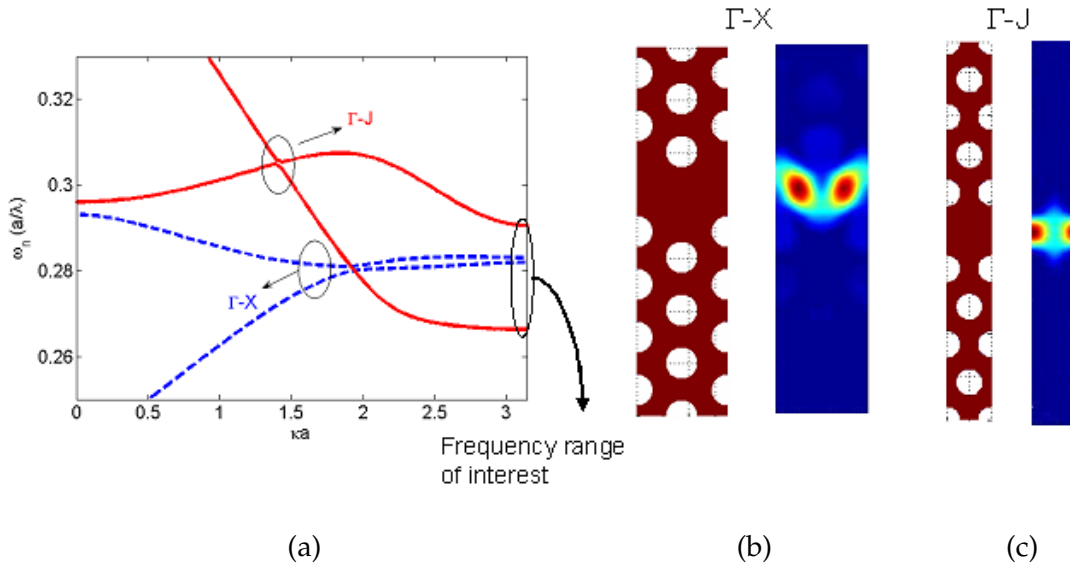 Γ-X
Γ-J
0.32
0.3
0.28
0.26
ω_n (a/λ)
Γ-J
Γ-X
0
0.5
1
1.5
2
2.5
3
κa
Frequency range
of interest
(a)
(b)
(c)